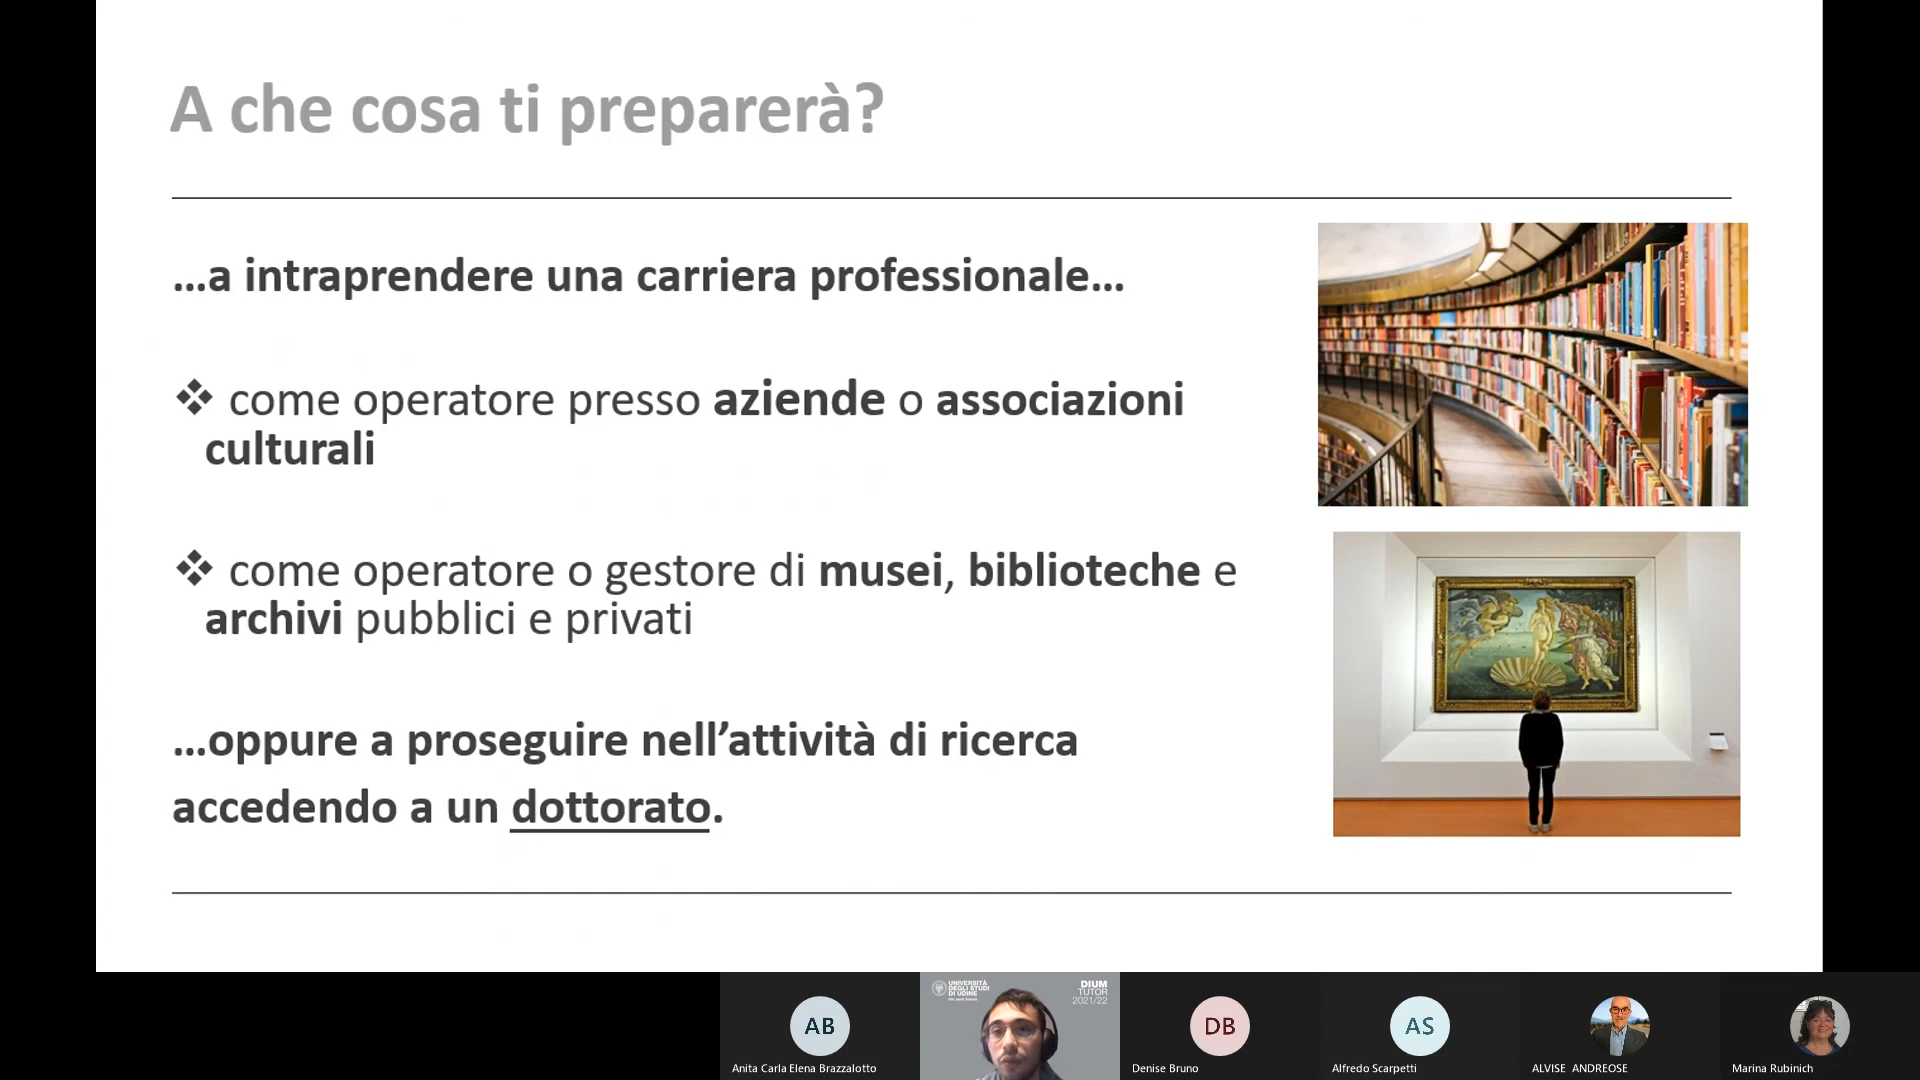 A che cosa ti preparerà?
...a intraprendere una carriera professionale...
❖ come operatore presso aziende o associazioni
culturali
❖ come operatore o gestore di musei, biblioteche e
archivi pubblici e privati
...oppure a proseguire nell’attività di ricerca
accedendo a un dottorato.
UNIVERSITÀ
DEGLI STUDI
DI UDINE
DIUM
TUTOR
2021/22
AB
DB
AS
Anita Carla Elena Brazzalotto
Denise Bruno
Alfredo Scarpetti
ALVISE ANDREOSE
Marina Rubinich